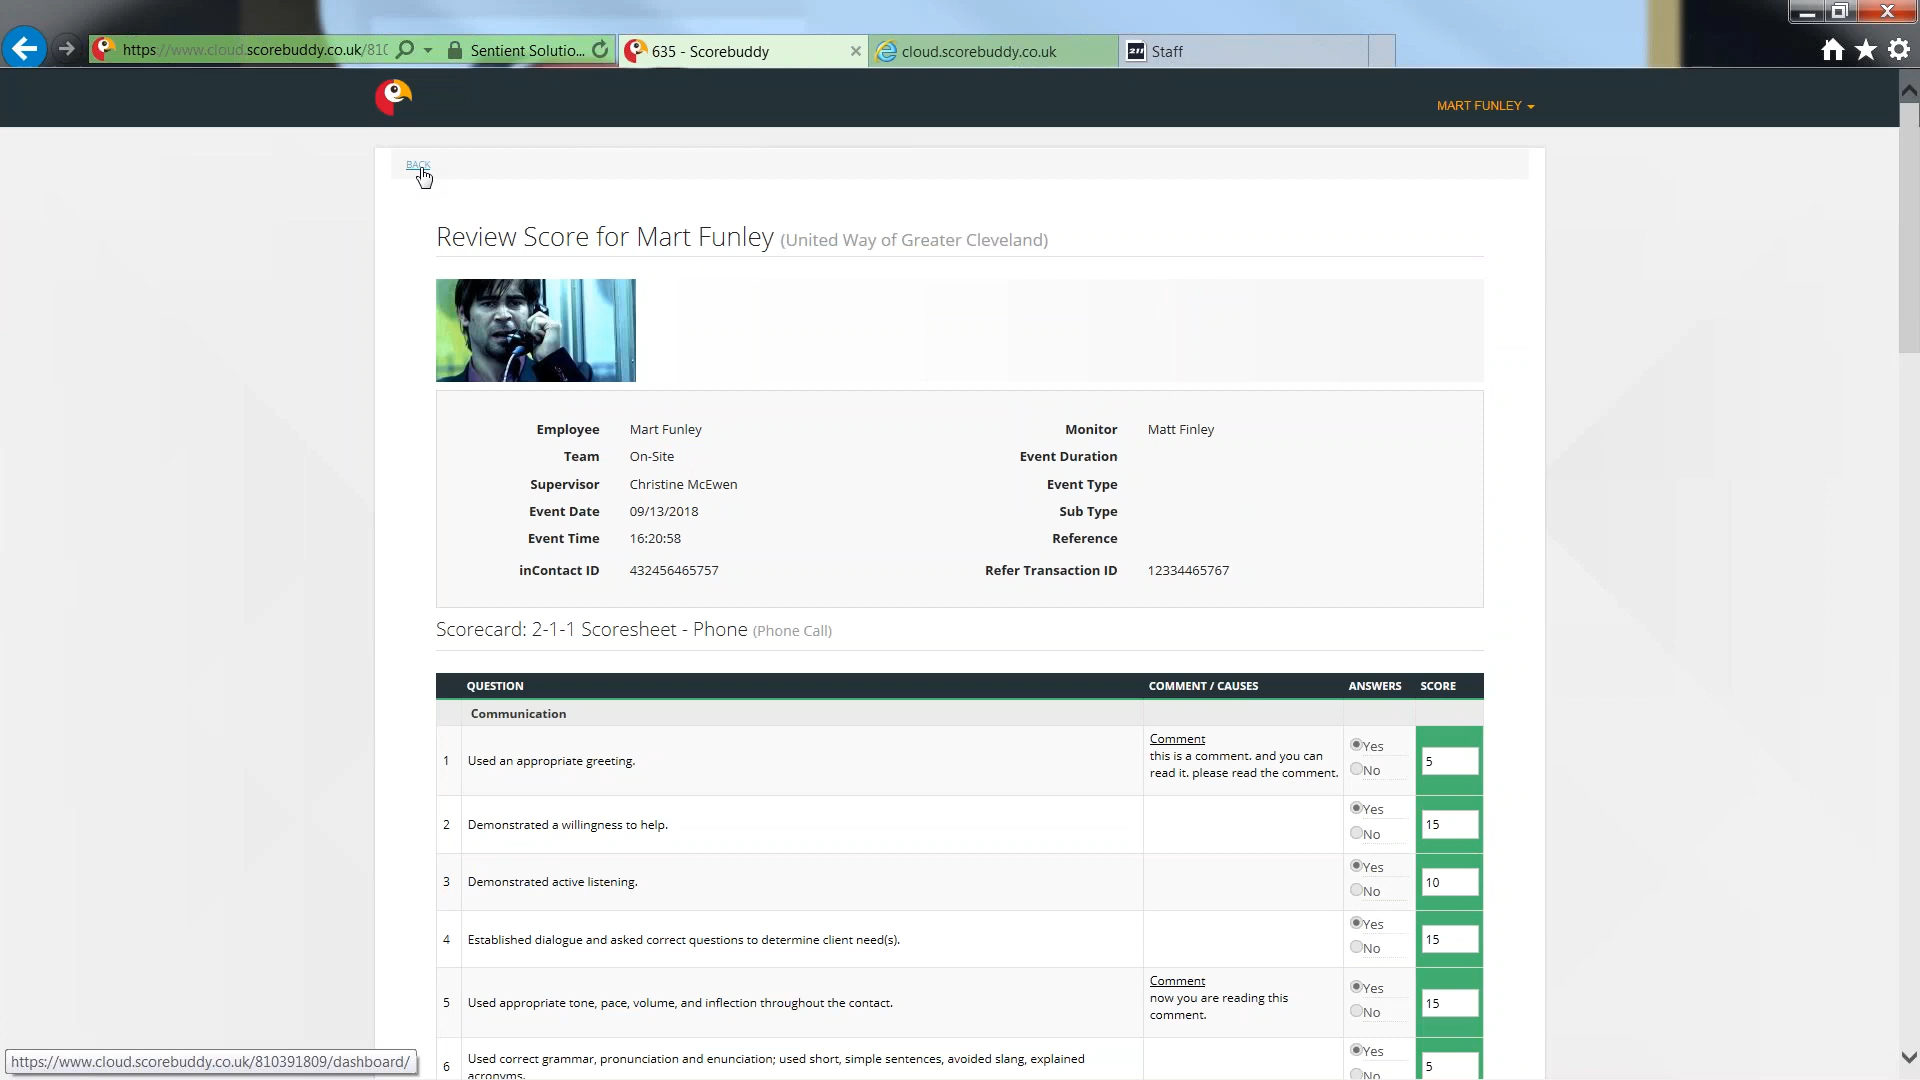 https://www.cloud.scorebuddy.co.uk/810
Sentient Solutio...
635 - Scorebuddy
cloud.scorebuddy.co.uk
211
Staff
MART FUNLEY
BACK
Review Score for Mart Funley (United Way of Greater Cleveland)
Employee Mart Funley Monitor Matt Finley
Team On-Site Event Duration
Supervisor Christine McEwen Event Type
Event Date 09/13/2018 Sub Type
Event Time 16:20:58 Reference
inContact ID 432456465757 Refer Transaction ID 12334465767
Scorecard: 2-1-1 Scoresheet - Phone (Phone Call)
QUESTION COMMENT / CAUSES ANSWERS SCORE
Communication
1 Used an appropriate greeting.
Comment
this is a comment. and you can
read it. please read the comment.
Yes
No
5
2 Demonstrated a willingness to help.
Yes
No
15
3 Demonstrated active listening.
Yes
No
10
4 Established dialogue and asked correct questions to determine client need(s).
Yes
No
15
5 Used appropriate tone, pace, volume, and inflection throughout the contact.
Comment
now you are reading this
comment.
Yes
No
15
6 Used correct grammar, pronunciation and enunciation; used short, simple sentences, avoided slang, explained
acronyms.
Yes
No
5
https://www.cloud.scorebuddy.co.uk/810391809/dashboard/